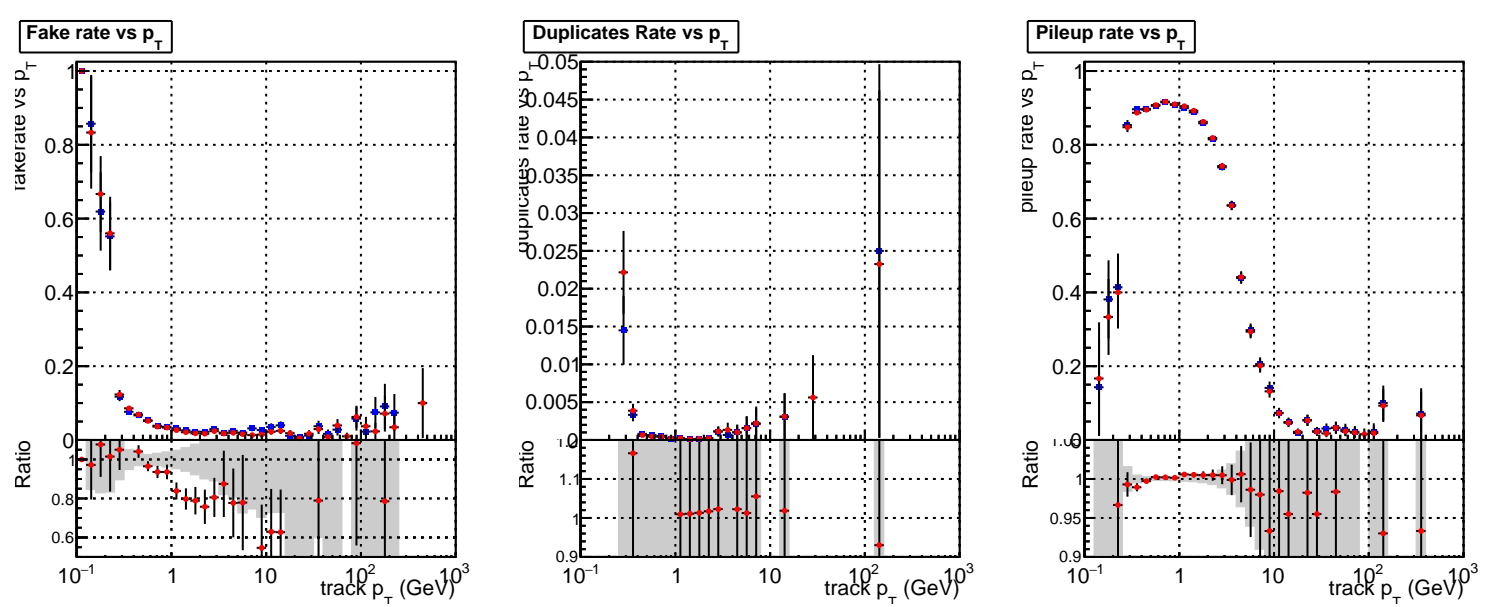 Fake rate vs p_T
fakerate vs p_T
1
0.8
0.6
0.4
0.2
0
Ratio
1
0.8
0.6
10^−1 1 10 10^2 10^3
track p_T (GeV)
Duplicates Rate vs p_T
duplicates rate vs p_T
0.05
0.045
0.04
0.035
0.03
0.025
0.02
0.015
0.01
0.005
0
Ratio
1.1
1
0.9
10^−1 1 10 10^2 10^3
track p_T (GeV)
Pileup rate vs p_T
pileup rate vs p_T
1
0.8
0.6
0.4
0.2
0
Ratio
1
0.95
0.9
10^−1 1 10 10^2 10^3
track p_T (GeV)